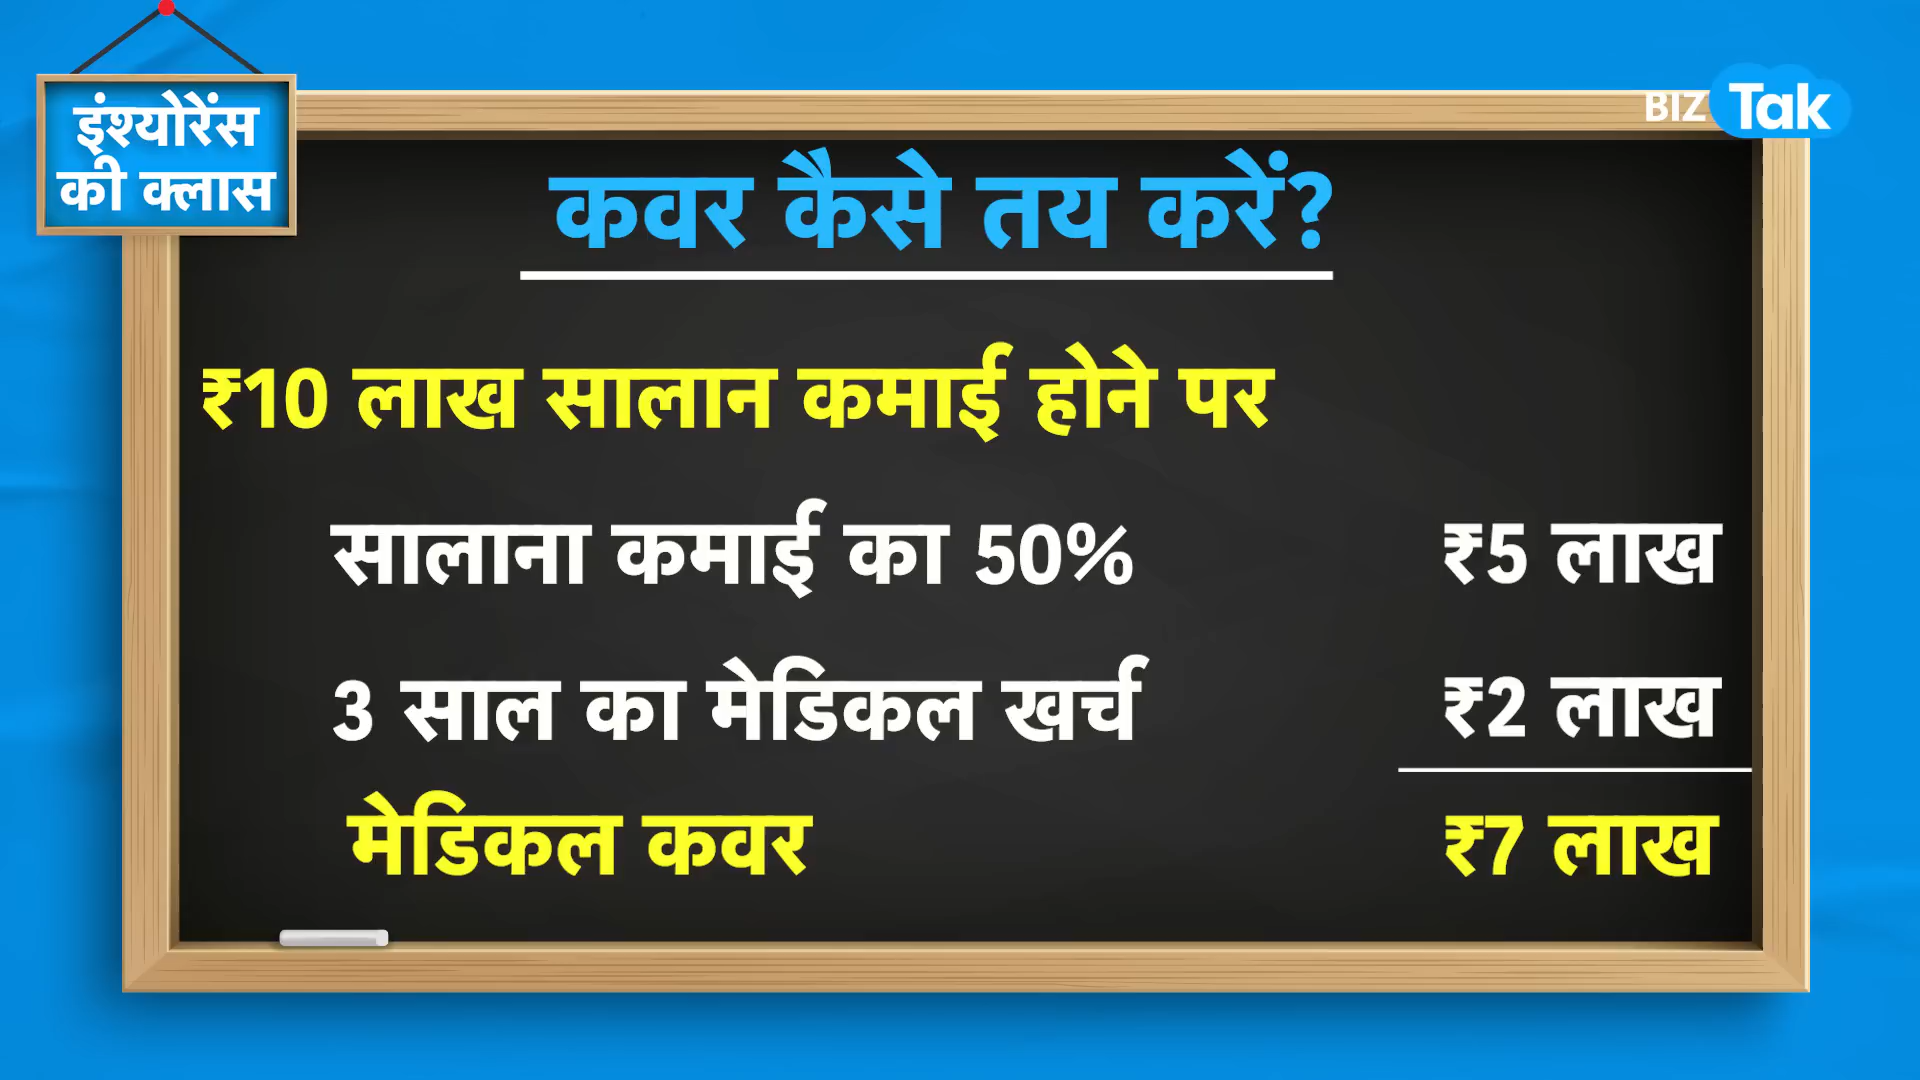 इंश्योरेंस
की क्लास
BIZ Tak
कवर कैसे तय करें?
₹10 लाख सालान कमाई होने पर
सालाना कमाई का 50% ₹5 लाख
3 साल का मेडिकल खर्च ₹2 लाख
मेडिकल कवर ₹7 लाख